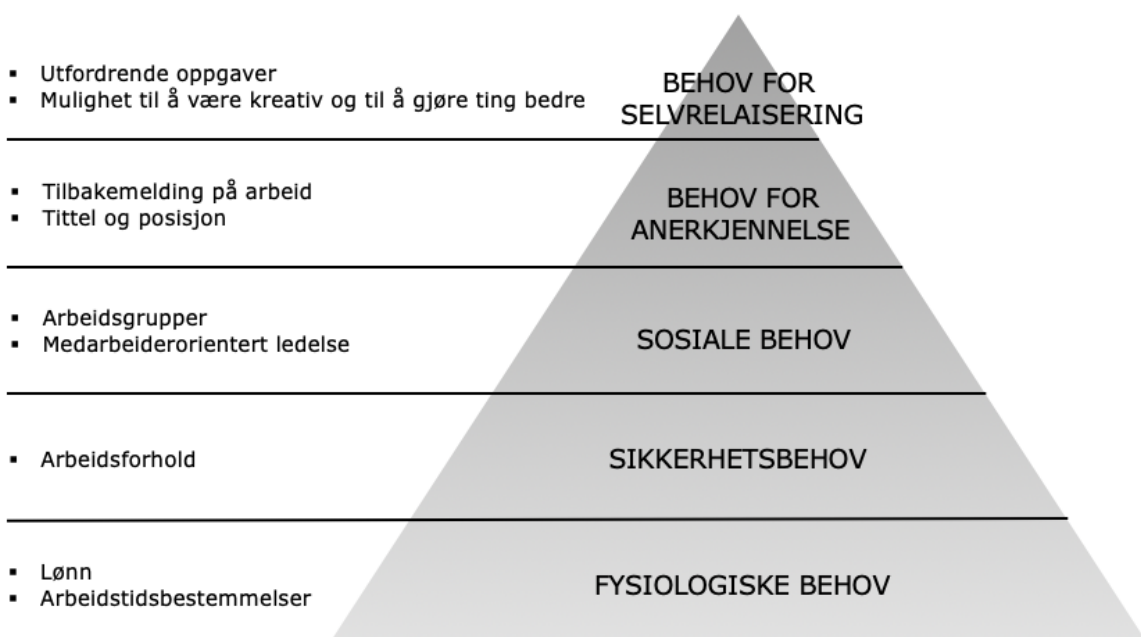 ▪ Utfordrende oppgaver
▪ Mulighet til å være kreativ og til å gjøre ting bedre
BEHOV FOR
SELVRELAISERING
▪ Tilbakemelding på arbeid
▪ Tittel og posisjon
BEHOV FOR
ANERKJENNELSE
▪ Arbeidsgrupper
▪ Medarbeiderorientert ledelse
SOSIALE BEHOV
▪ Arbeidsforhold
SIKKERHETSBEHOV
▪ Lønn
▪ Arbeidstidsbestemmelser
FYSIOLOGISKE BEHOV